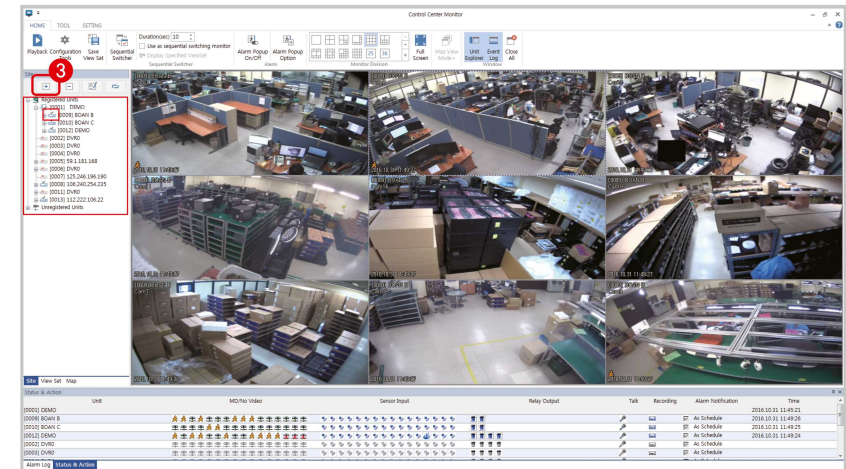 Control Center Monitor
HOME TOOL SETTING
Playback
Configuration Tools
Save View Set
Sequential Switcher
Duration(sec) 10
Use as sequential switching monitor
Display Specified Viewset
Sequential Switcher
Alarm Popup On/Off
Alarm Popup Option
Alarm
25 36
Monitor Division
Full Screen
Map View Mode
Unit Explorer
Event Log
Close All
Window
3
Registered Units
[0001] DEMO
[0009] BOAN B
[0010] BOAN C
[0012] DEMO
[0002] DVR0
[0003] DVR0
[0004] DVR0
[0005] 59.1.181.168
[0006] DVR0
[0007] 125.246.196.190
[0008] 106.240.254.235
[0011] DVR0
[0013] 112.222.106.22
Unregistered Units
Site View Set Map
Status & Action
Unit MD/No Video Sensor Input Relay Output Talk Recording Alarm Notification Time
[0001] DEMO 2016.10.31 11:45:21
[0009] BOAN B As Schedule 2016.10.31 11:49:26
[0010] BOAN C As Schedule 2016.10.31 11:49:25
[0012] DEMO As Schedule 2016.10.31 11:49:24
[0002] DVR0 As Schedule
[0003] DVR0 As Schedule
Alarm Log Status & Action